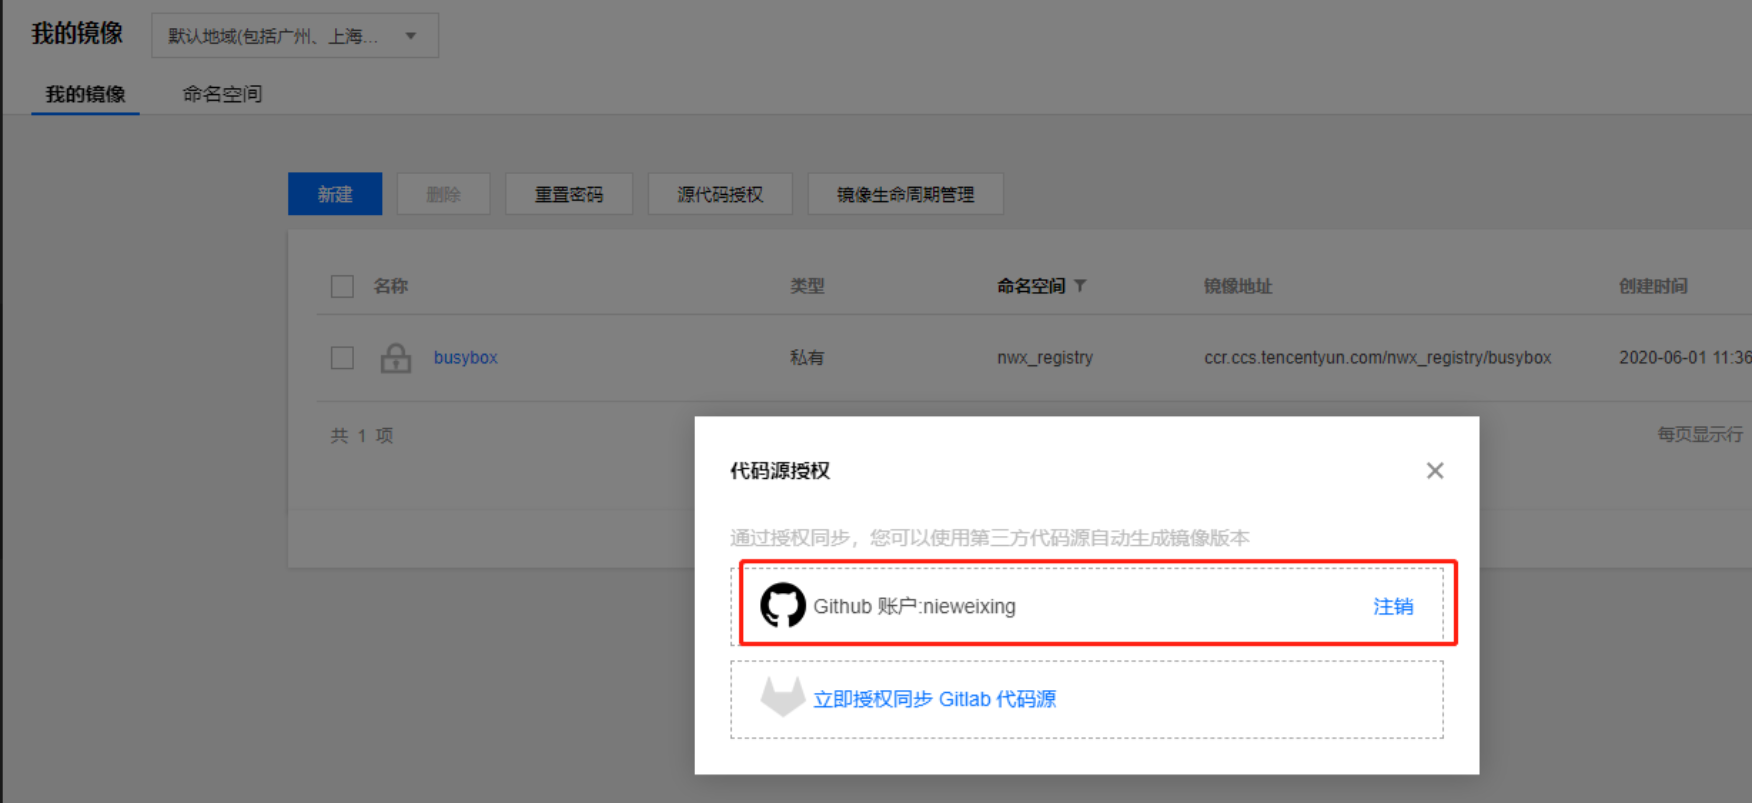 我的镜像 默认地域(包括广州、上海...
我的镜像 命名空间
新建 删除 重置密码 源代码授权 镜像生命周期管理
名称 类型 命名空间 镜像地址 创建时间
busybox 私有 nwx_registry ccr.ccs.tencentyun.com/nwx_registry/busybox 2020-06-01 11:36
共 1 项 每页显示行
代码源授权
通过授权同步，您可以使用第三方代码源自动生成镜像版本
Github 账户:nieweixing 注销
立即授权同步 Gitlab 代码源